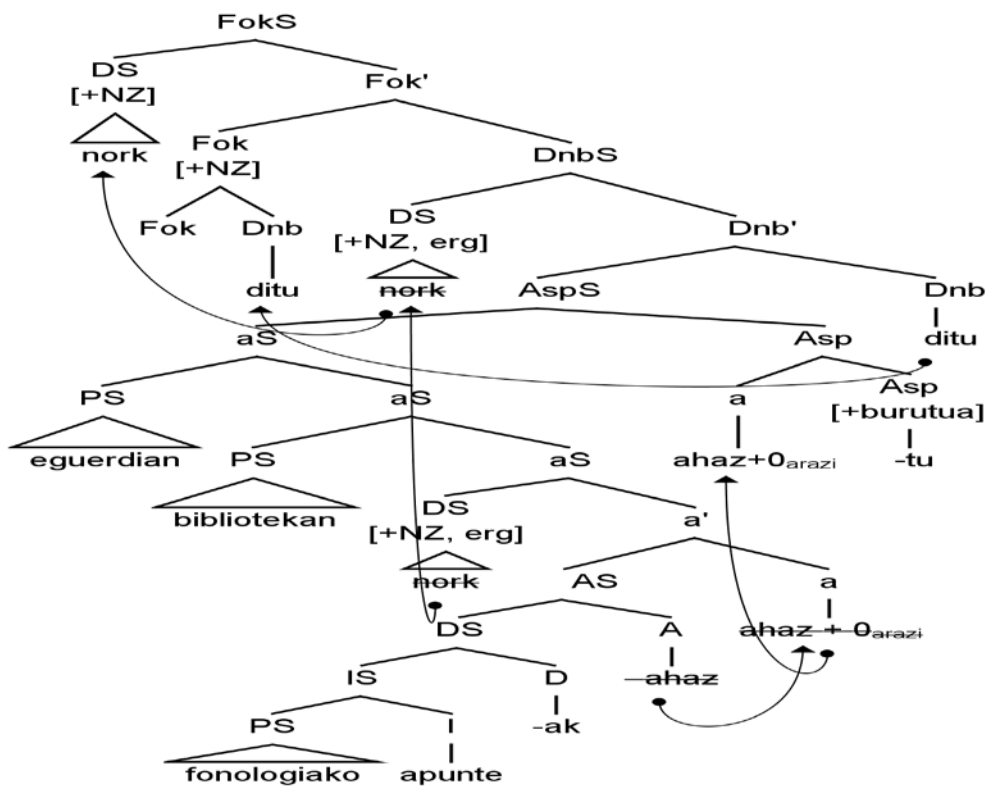 FokS
DS
[+NZ]
nork
Fok'
Fok
[+NZ]
DnbS
Fok
Dnb
ditu
DS
[+NZ, erg]
nork
Dnb'
AspS
Dnb
ditu
aS
Asp
PS
eguerdian
aS
a
ahaz+0arazi
Asp
[+burutua]
-tu
PS
bibliotekan
aS
DS
[+NZ, erg]
nork
a'
AS
a
ahaz + 0arazi
DS
A
ahaz
IS
D
-ak
PS
fonologiako
I
apunte